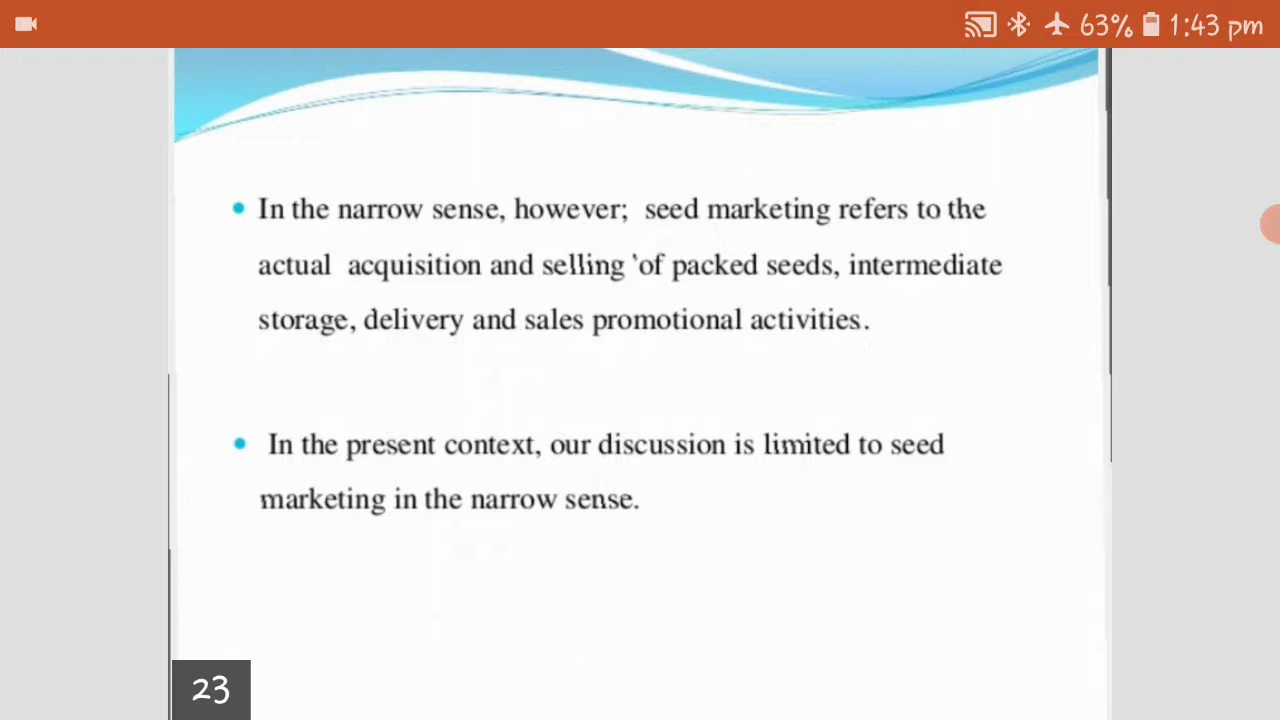 63% 1:43 pm
• In the narrow sense, however; seed marketing refers to the
actual acquisition and selling 'of packed seeds, intermediate
storage, delivery and sales promotional activities.
• In the present context, our discussion is limited to seed
marketing in the narrow sense.
23